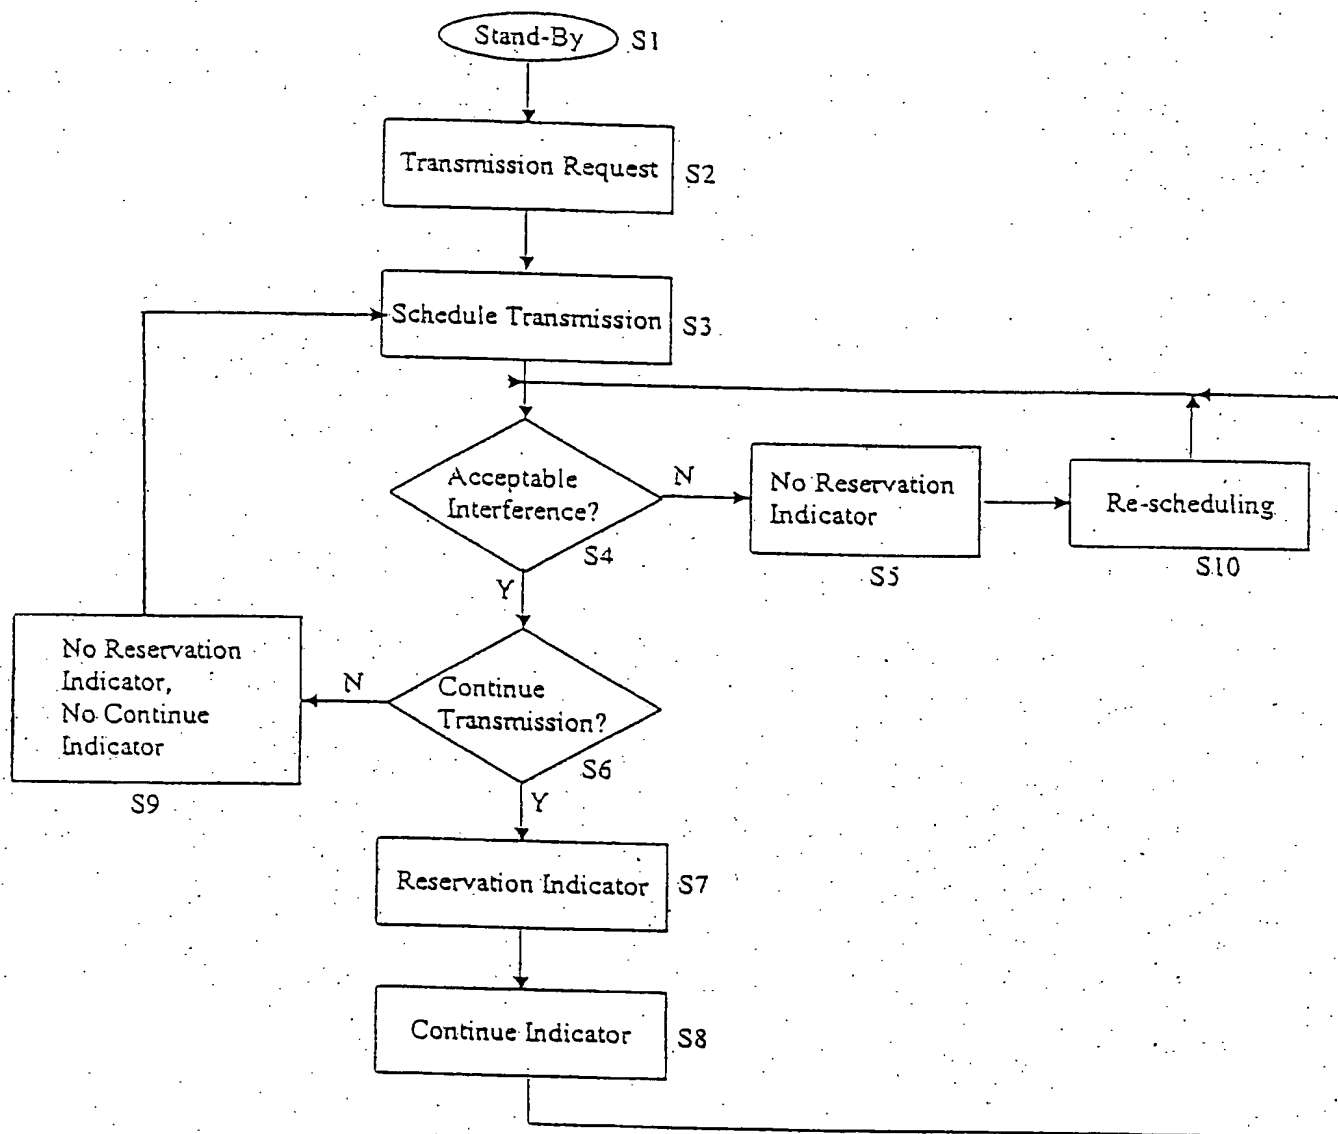 Stand-By S1
Transmission Request S2
Schedule Transmission S3
Acceptable
Interference?
S4
N
Y
No Reservation
Indicator
S5
Re-scheduling
S10
Continue
Transmission?
S6
N
Y
No Reservation
Indicator,
No Continue
Indicator
S9
Reservation Indicator S7
Continue Indicator S8